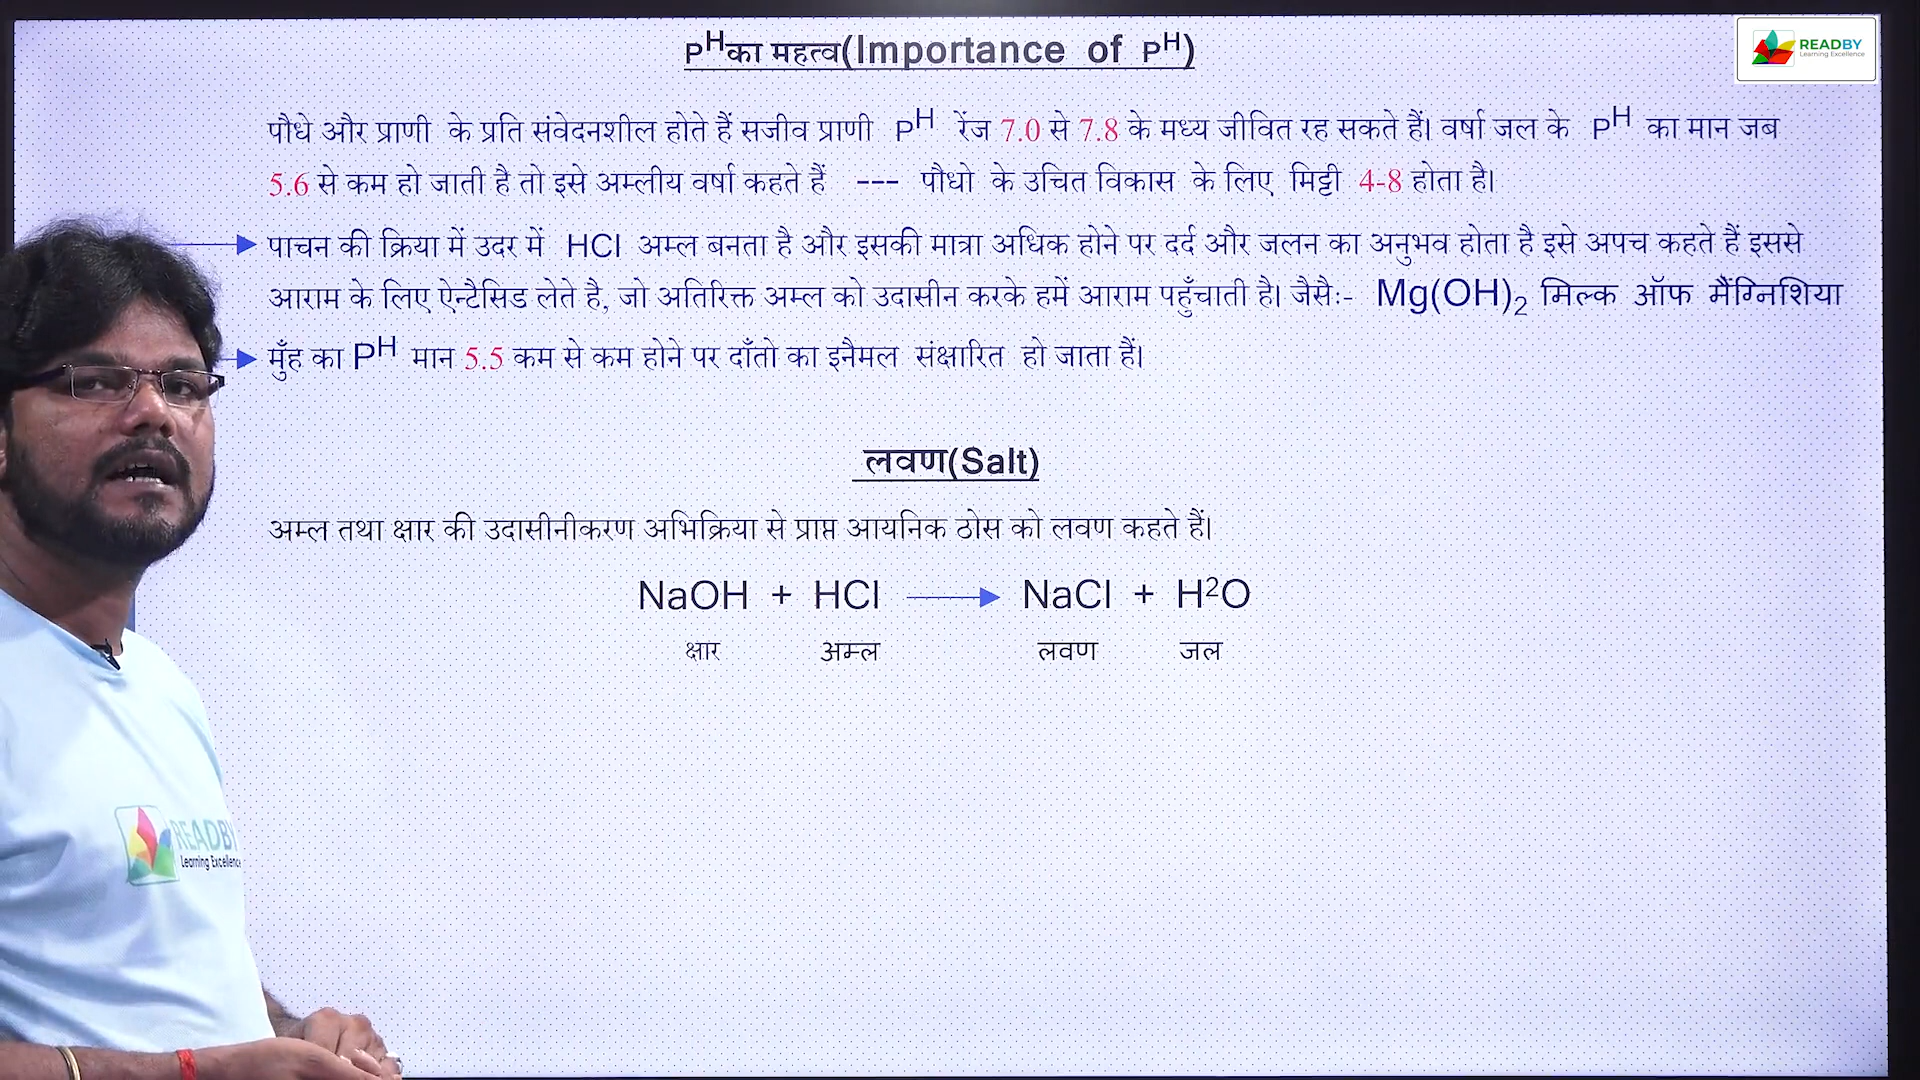 Pᴴका महत्व(Importance of Pᴴ)
READBY
Learning Excellence
पौधे और प्राणी के प्रति संवेदनशील होते हैं सजीव प्राणी Pᴴ रेंज 7.0 से 7.8 के मध्य जीवित रह सकते हैं। वर्षा जल के Pᴴ का मान जब
5.6 से कम हो जाती है तो इसे अम्लीय वर्षा कहते हैं --- पौधो के उचित विकास के लिए मिट्टी 4-8 होता है।
पाचन की क्रिया में उदर में HCl अम्ल बनता है और इसकी मात्रा अधिक होने पर दर्द और जलन का अनुभव होता है इसे अपच कहते हैं इससे
आराम के लिए ऐन्टैसिड लेते है, जो अतिरिक्त अम्ल को उदासीन करके हमें आराम पहुँचाती है। जैसैः- Mg(OH)₂ मिल्क ऑफ मैंग्निशिया
मुँह का Pᴴ मान 5.5 कम से कम होने पर दाँतो का इनैमल संक्षारित हो जाता हैं।
लवण(Salt)
अम्ल तथा क्षार की उदासीनीकरण अभिक्रिया से प्राप्त आयनिक ठोस को लवण कहते हैं।
NaOH + HCl → NaCl + H²O
क्षार अम्ल लवण जल
READBY
Learning Excellence